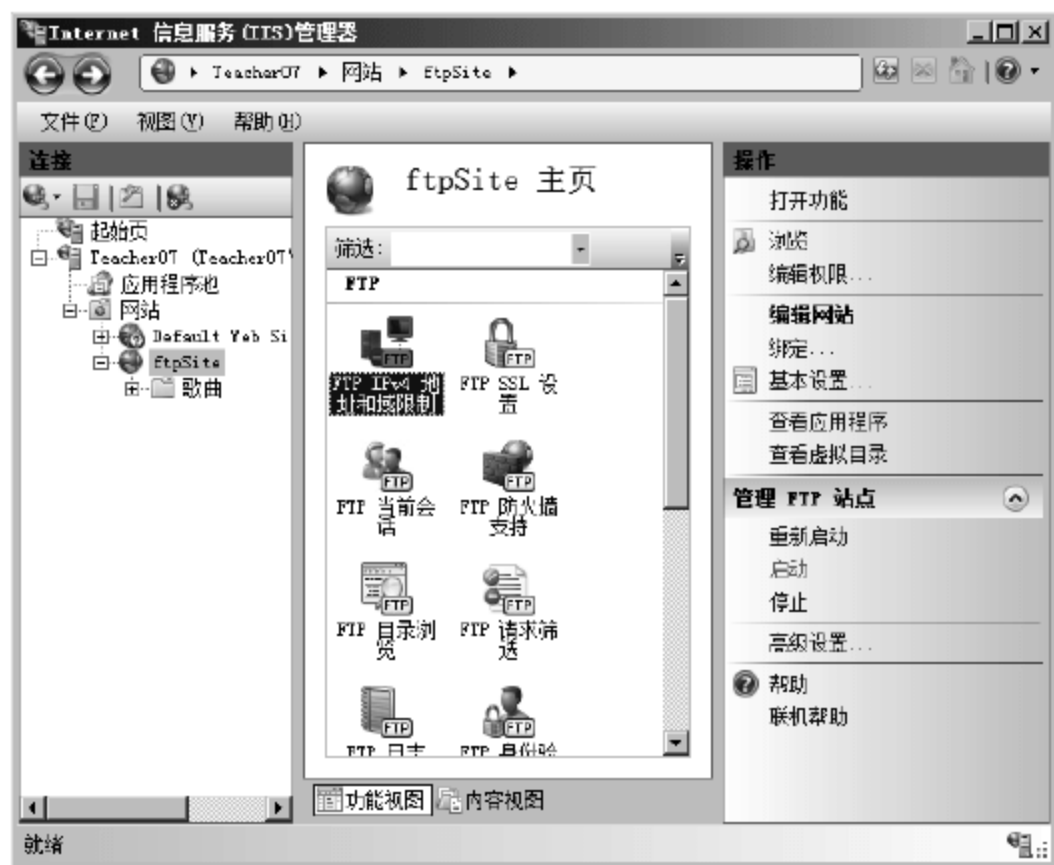 Internet 信息服务(IIS)管理器
Teacher07 ▸ 网站 ▸ ftpSite ▸
文件(F) 视图(V) 帮助(H)
连接
起始页
Teacher07 (Teacher07\
应用程序池
网站
Default Web Si
ftpSite
歌曲
ftpSite 主页
筛选:
FTP
FTP IPv4 地
址和域限制
FTP SSL 设
置
FTP 当前会
话
FTP 防火墙
支持
FTP 目录浏
览
FTP 请求筛
选
FTP 日志
FTP 身份验
功能视图 内容视图
操作
打开功能
浏览
编辑权限...
编辑网站
绑定...
基本设置...
查看应用程序
查看虚拟目录
管理 FTP 站点
重新启动
启动
停止
高级设置...
帮助
联机帮助
就绪